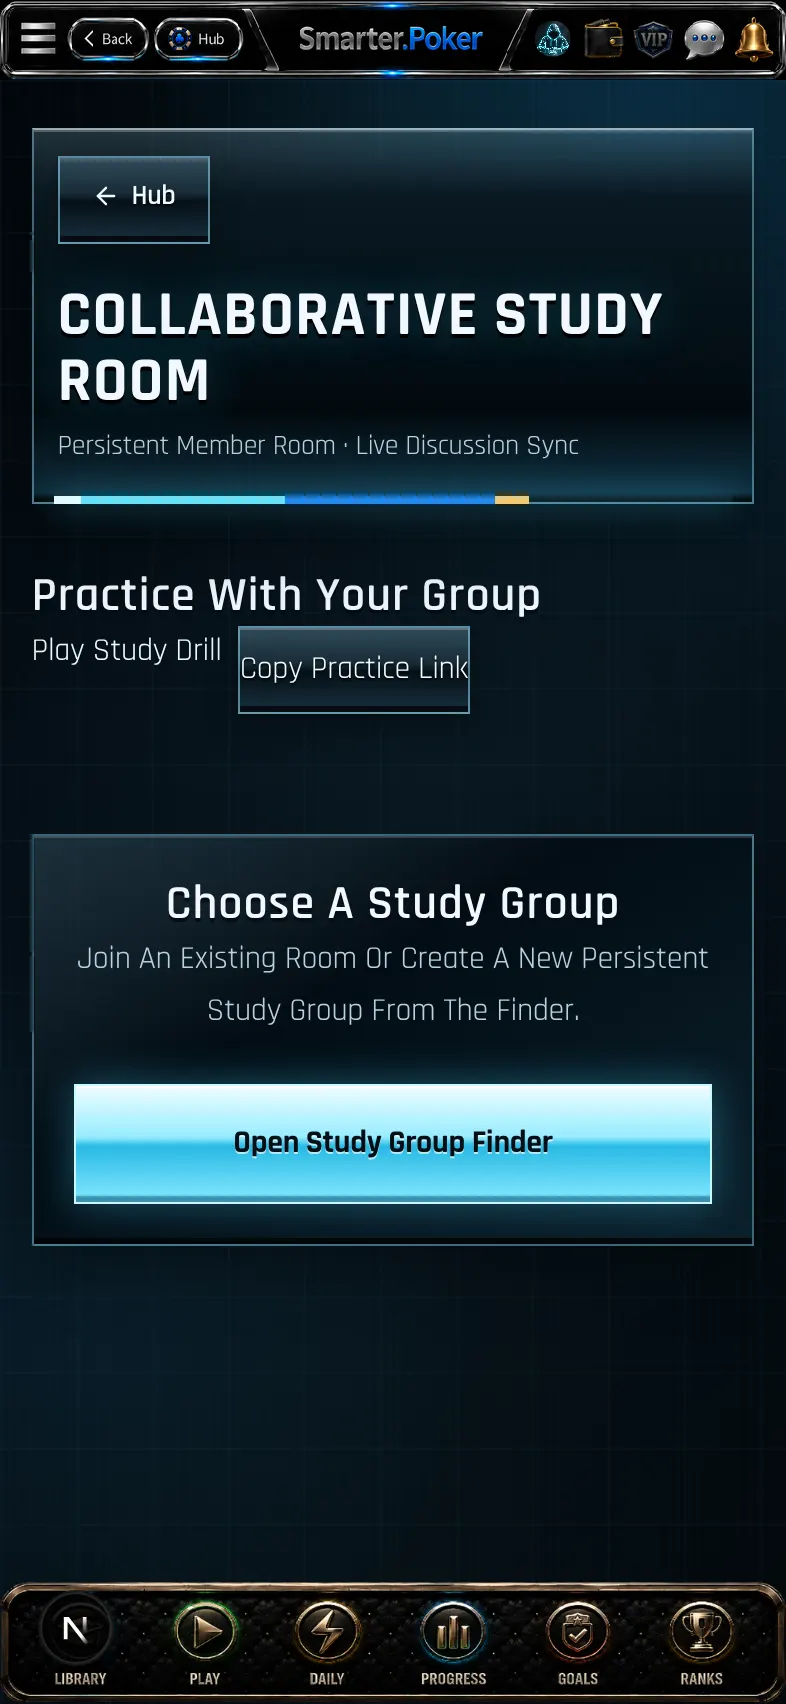 Back
Hub
Smarter.Poker
VIP
Hub
COLLABORATIVE STUDY
ROOM
Persistent Member Room · Live Discussion Sync
Practice With Your Group
Play Study Drill
Copy Practice Link
Choose A Study Group
Join An Existing Room Or Create A New Persistent
Study Group From The Finder.
Open Study Group Finder
N
LIBRARY
PLAY
DAILY
PROGRESS
GOALS
RANKS